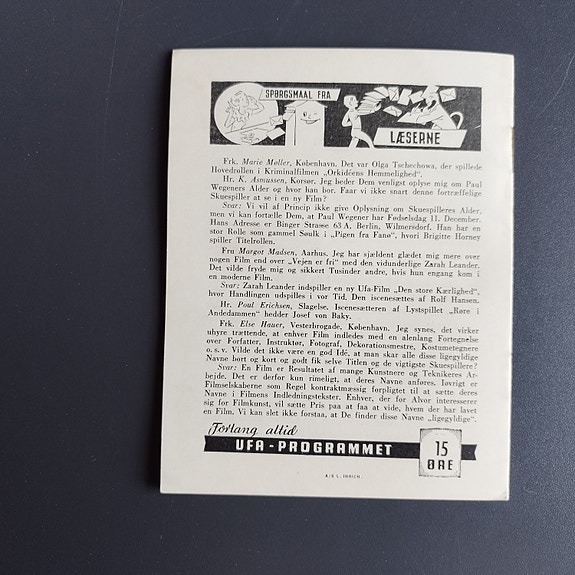 SPØRGSMAAL FRA
LÆSERNE
Frk. Marie Møller, København. Det var Olga Tschechowa, der spillede
Hovedrollen i Kriminalfilmen „Orkidéens Hemmelighed".
Hr. K. Asmussen, Korsør. Jeg beder Dem venligst oplyse mig om Paul
Wegeners Alder og hvor han bor. Faar vi ikke snart denne fortræffelige
Skuespiller at se i en ny Film?
Svar: Vi vil af Princip ikke give Oplysning om Skuespilleres Alder,
men vi kan fortælle Dem, at Paul Wegener har Fødselsdag 11. December.
Hans Adresse er Binger Strasse 63 A, Berlin, Wilmersdorf. Han har en
stor Rolle som gammel Søulk i „Pigen fra Fanø", hvori Brigitte Horney
spiller Titelrollen.
Fru Margot Madsen, Aarhus. Jeg har sjældent glædet mig mere over
nogen Film end over „Vejen er fri" med den vidunderlige Zarah Leander.
Det vilde fryde mig og sikkert Tusinder andre, hvis hun engang kom i
en moderne Film.
Svar: Zarah Leander indspiller en ny Ufa-Film „Den store Kærlighed",
hvor Handlingen udspilles i vor Tid. Den iscenesættes af Rolf Hansen.
Hr. Poul Erichsen, Slagelse. Iscenesætteren af Lystspillet „Røre i
Andedammen" hedder Josef von Baky.
Frk. Else Hauer, Vesterbrogade, København. Jeg synes, det virker
uhyre trættende, at enhver Film indledes med en alenlang Fortegnelse
over Forfatter, Instruktør, Fotograf, Dekorationsmestre, Kostumetegnere
o. s. v. Vilde det ikke være en god Idé, at man skar alle disse ligegyldige
Navne bort og kort og godt fik selve Titlen og de vigtigste Skuespillere?
Svar: En Film er Resultatet af mange Kunstnere og Teknikeres Ar-
bejde. Det er derfor kun rimeligt, at deres Navne anføres. Iøvrigt er
Filmselskaberne som Regel kontraktmæssig forpligtet til at sætte deres
Navne i Filmens Indledningstekster. Enhver, der for Alvor interesserer
sig for Filmkunst, vil sætte Pris paa at faa at vide, hvem der har lavet
en Film. Vi kan slet ikke forstaa, at De finder disse Navne „ligegyldige".
Forlang altid
UFA-PROGRAMMET
15
ØRE
A/S L. IHRICH.